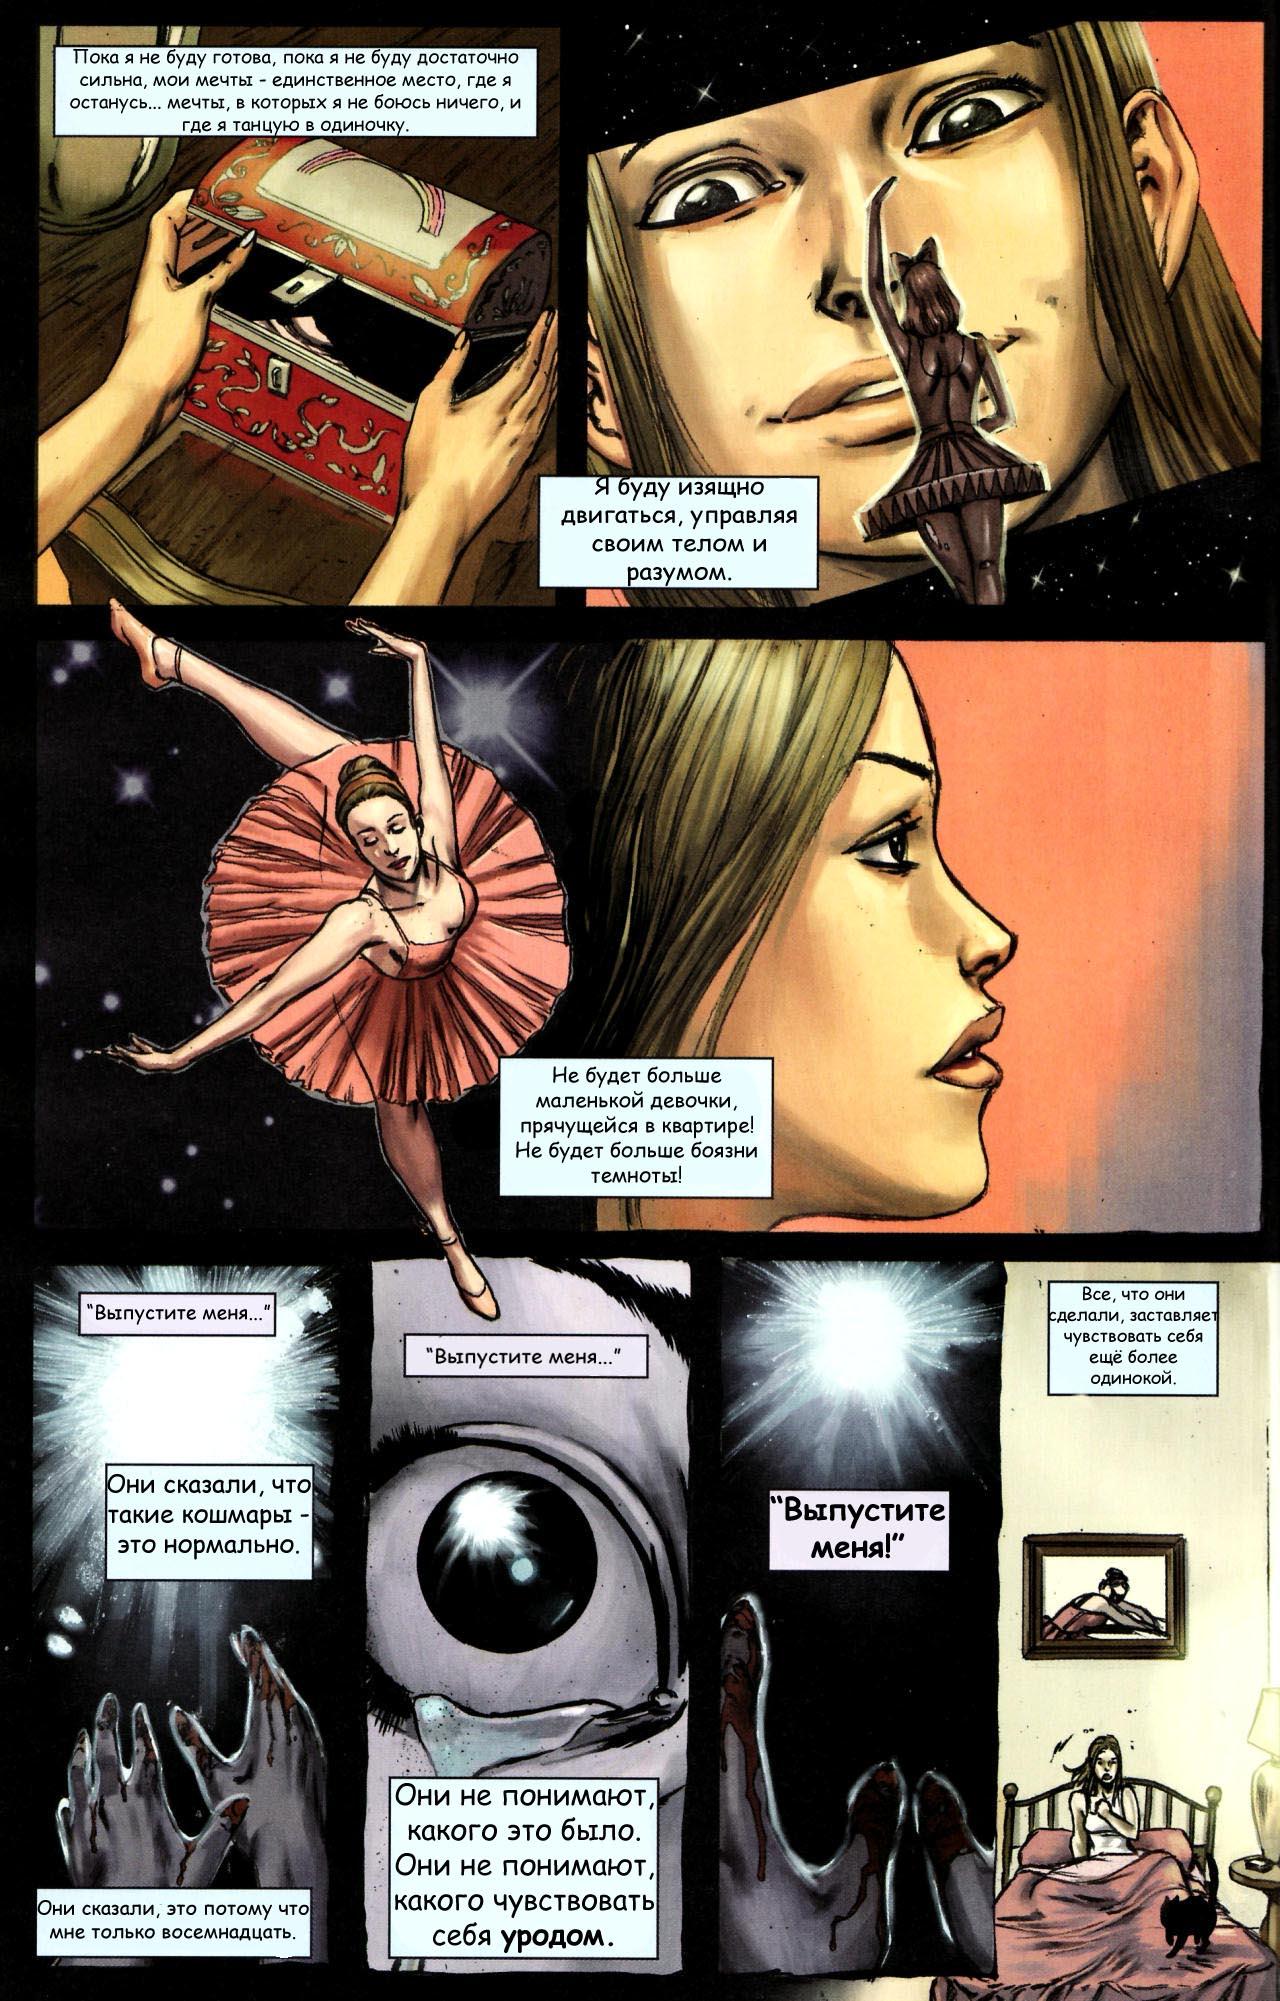 Пока я не буду готова, пока я не буду достаточно
сильна, мои мечты - единственное место, где я
останусь... мечты, в которых я не боюсь ничего, и
где я танцую в одиночку.
Я буду изящно
двигаться, управляя
своим телом и
разумом.
Не будет больше
маленькой девочки,
прячущейся в квартире!
Не будет больше боязни
темноты!
“Выпустите меня...”
Они сказали, что
такие кошмары -
это нормально.
Они сказали, это потому что
мне только восемнадцать.
“Выпустите меня...”
Они не понимают,
какого это было.
Они не понимают,
какого чувствовать
себя уродом.
“Выпустите
меня!”
Все, что они
сделали, заставляет
чувствовать себя
ещё более
одинокой.